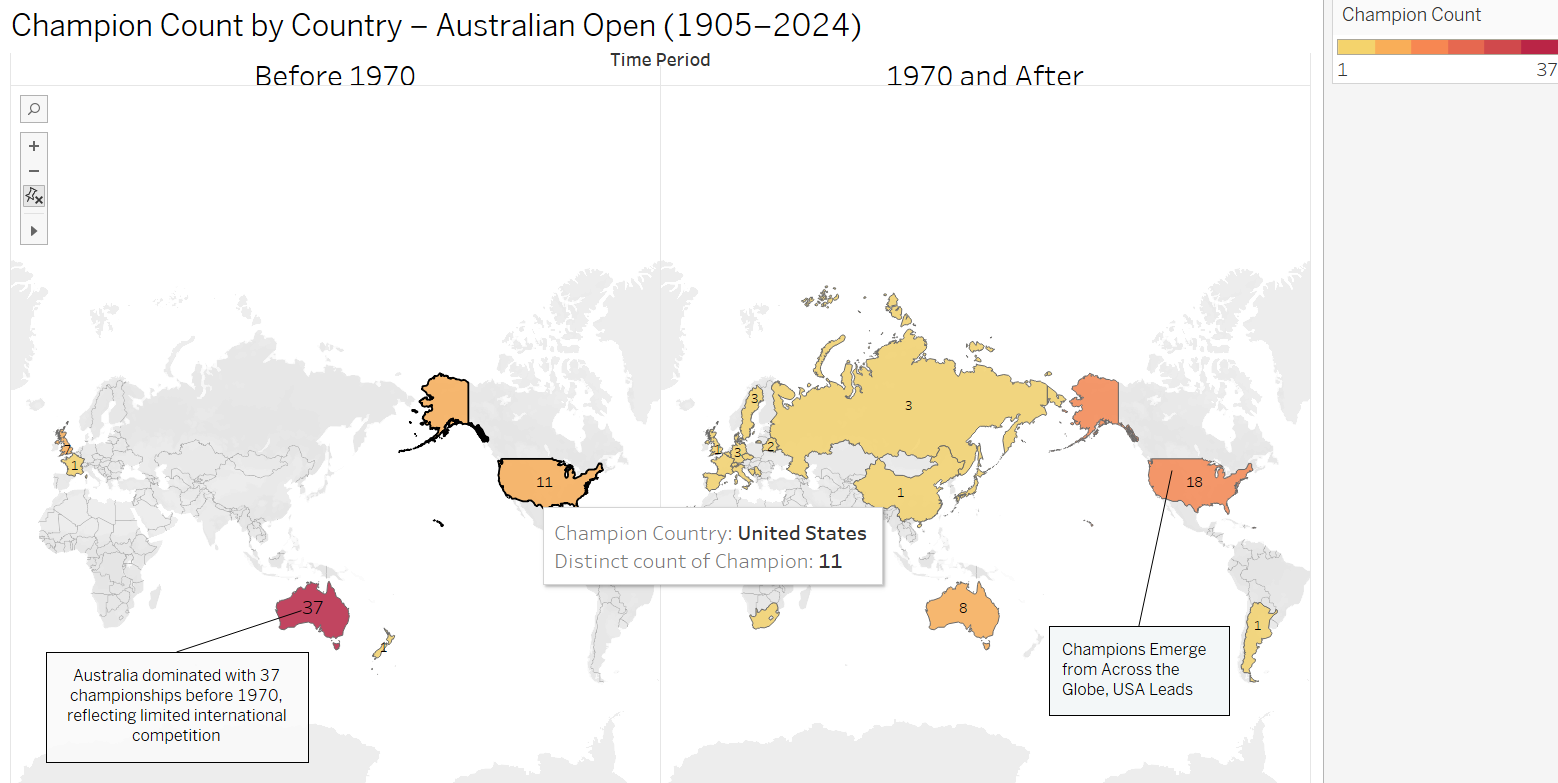 Champion Count by Country – Australian Open (1905–2024)
Champion Count
1
37
Time Period
Before 1970
1970 and After
7
1
11
37
1
3
3
3
2
1
18
8
1
Champion Country: United States
Distinct count of Champion: 11
Australia dominated with 37
championships before 1970,
reflecting limited international
competition
Champions Emerge
from Across the
Globe, USA Leads